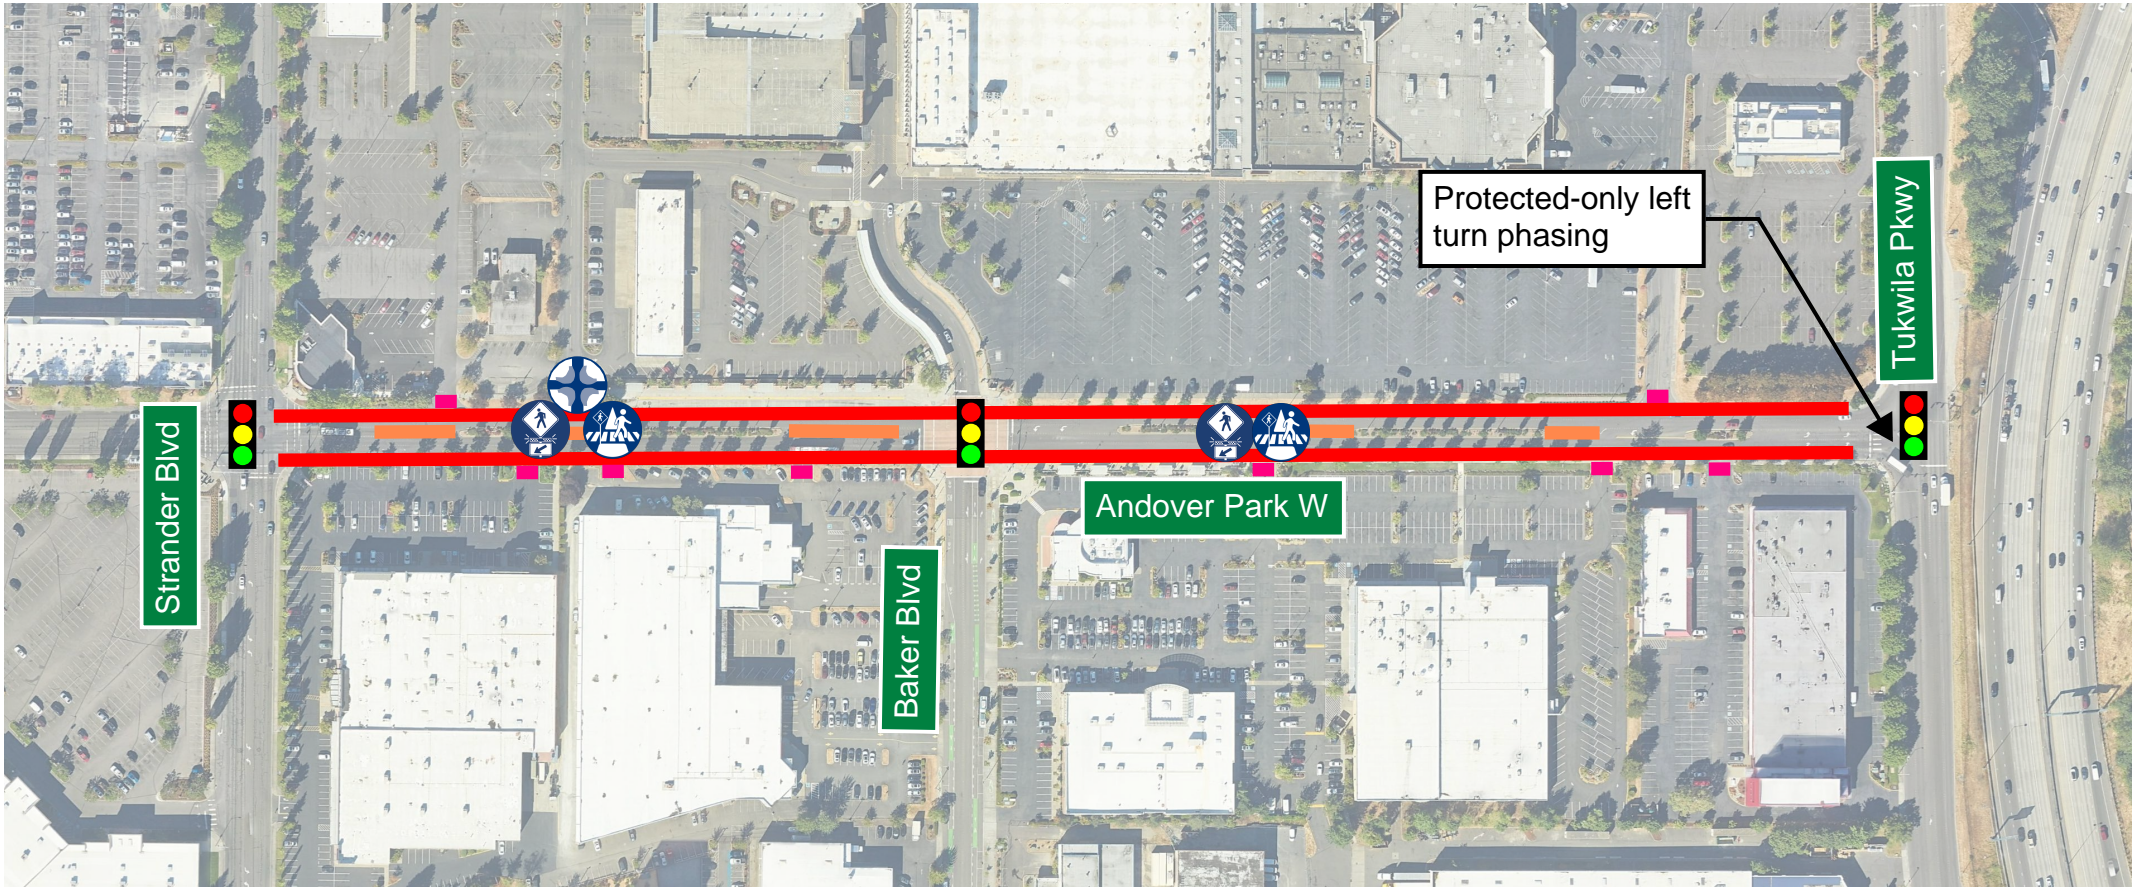 Protected-only left
turn phasing
Tukwila Pkwy
Strander Blvd
Andover Park W
Baker Blvd